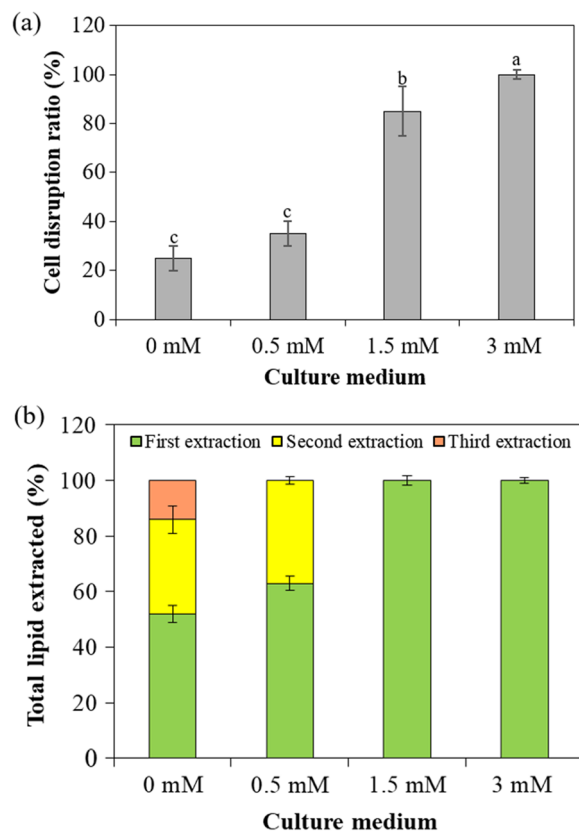 (a)
Cell disruption ratio (%)
120
100
80
60
40
20
0
c
c
b
a
0 mM 0.5 mM 1.5 mM 3 mM
Culture medium
(b)
Total lipid extracted (%)
120
100
80
60
40
20
0
First extraction Second extraction Third extraction
0 mM 0.5 mM 1.5 mM 3 mM
Culture medium